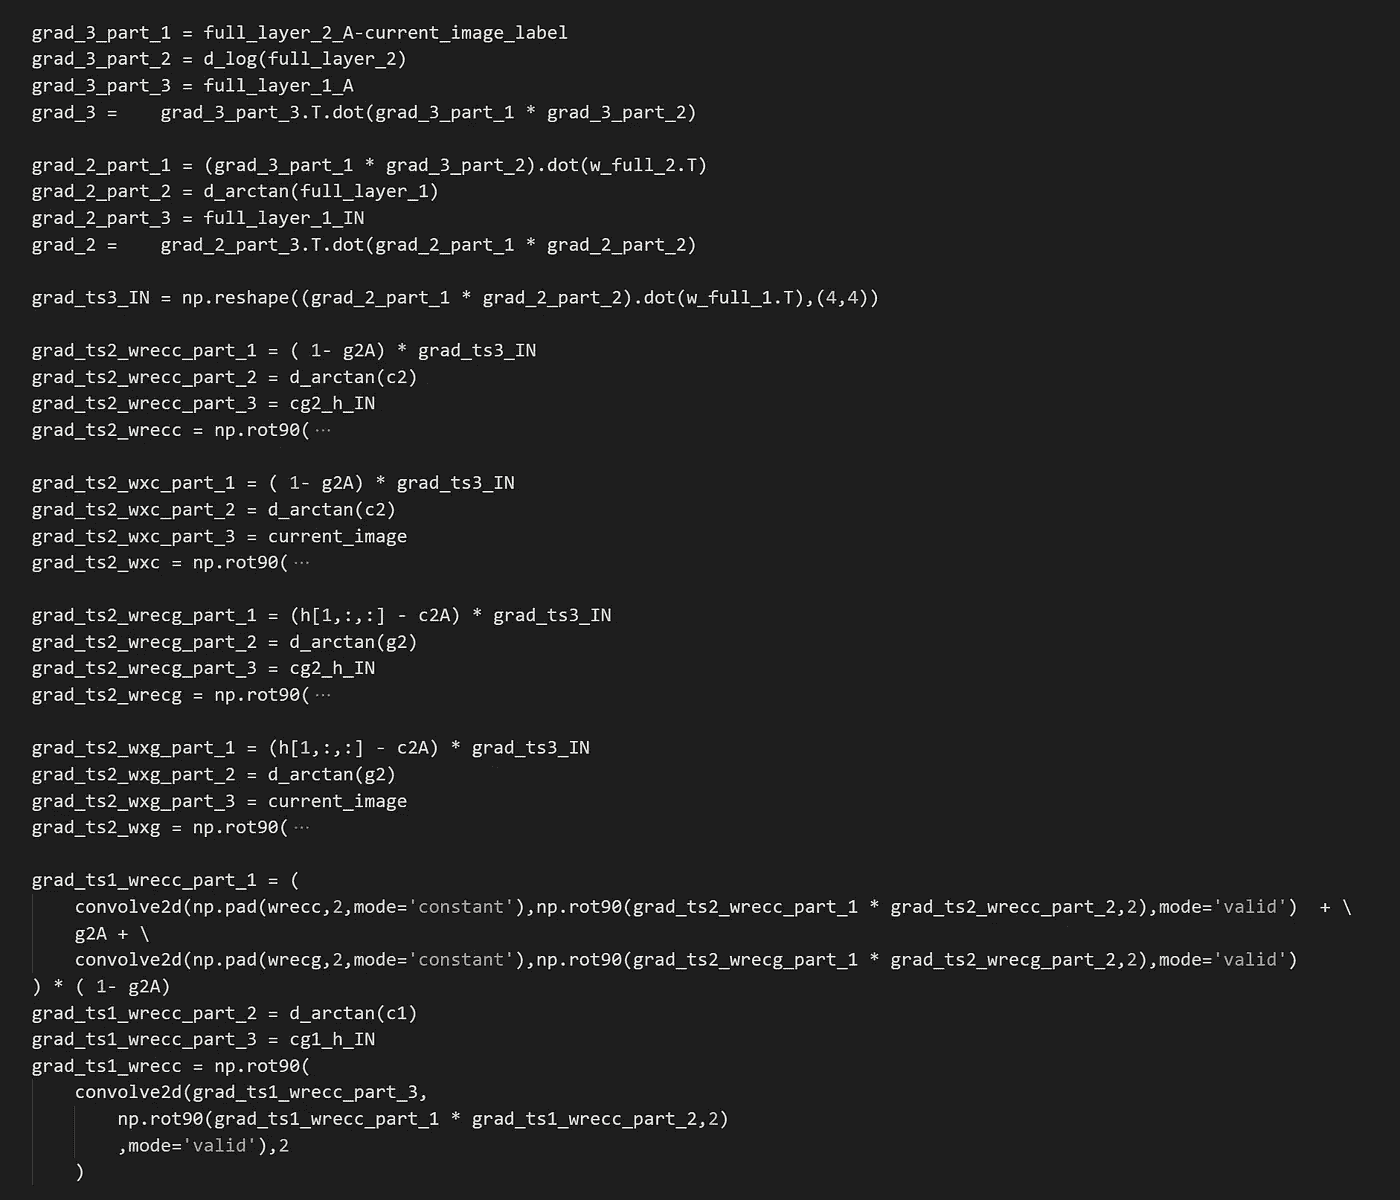 grad_3_part_1 = full_layer_2_A-current_image_label
grad_3_part_2 = d_log(full_layer_2)
grad_3_part_3 = full_layer_1_A
grad_3 =    grad_3_part_3.T.dot(grad_3_part_1 * grad_3_part_2)

grad_2_part_1 = (grad_3_part_1 * grad_3_part_2).dot(w_full_2.T)
grad_2_part_2 = d_arctan(full_layer_1)
grad_2_part_3 = full_layer_1_IN
grad_2 =    grad_2_part_3.T.dot(grad_2_part_1 * grad_2_part_2)

grad_ts3_IN = np.reshape((grad_2_part_1 * grad_2_part_2).dot(w_full_1.T),(4,4))

grad_ts2_wrecc_part_1 = ( 1- g2A) * grad_ts3_IN
grad_ts2_wrecc_part_2 = d_arctan(c2)
grad_ts2_wrecc_part_3 = cg2_h_IN
grad_ts2_wrecc = np.rot90(···

grad_ts2_wxc_part_1 = ( 1- g2A) * grad_ts3_IN
grad_ts2_wxc_part_2 = d_arctan(c2)
grad_ts2_wxc_part_3 = current_image
grad_ts2_wxc = np.rot90(···

grad_ts2_wrecg_part_1 = (h[1,:,:] - c2A) * grad_ts3_IN
grad_ts2_wrecg_part_2 = d_arctan(g2)
grad_ts2_wrecg_part_3 = cg2_h_IN
grad_ts2_wrecg = np.rot90(···

grad_ts2_wxg_part_1 = (h[1,:,:] - c2A) * grad_ts3_IN
grad_ts2_wxg_part_2 = d_arctan(g2)
grad_ts2_wxg_part_3 = current_image
grad_ts2_wxg = np.rot90(···

grad_ts1_wrecc_part_1 = (
    convolve2d(np.pad(wrecc,2,mode='constant'),np.rot90(grad_ts2_wrecc_part_1 * grad_ts2_wrecc_part_2,2),mode='valid')  + \
    g2A + \
    convolve2d(np.pad(wrecg,2,mode='constant'),np.rot90(grad_ts2_wrecg_part_1 * grad_ts2_wrecg_part_2,2),mode='valid')
) * ( 1- g2A)
grad_ts1_wrecc_part_2 = d_arctan(c1)
grad_ts1_wrecc_part_3 = cg1_h_IN
grad_ts1_wrecc = np.rot90(
    convolve2d(grad_ts1_wrecc_part_3,
        np.rot90(grad_ts1_wrecc_part_1 * grad_ts1_wrecc_part_2,2)
        ,mode='valid'),2
    )